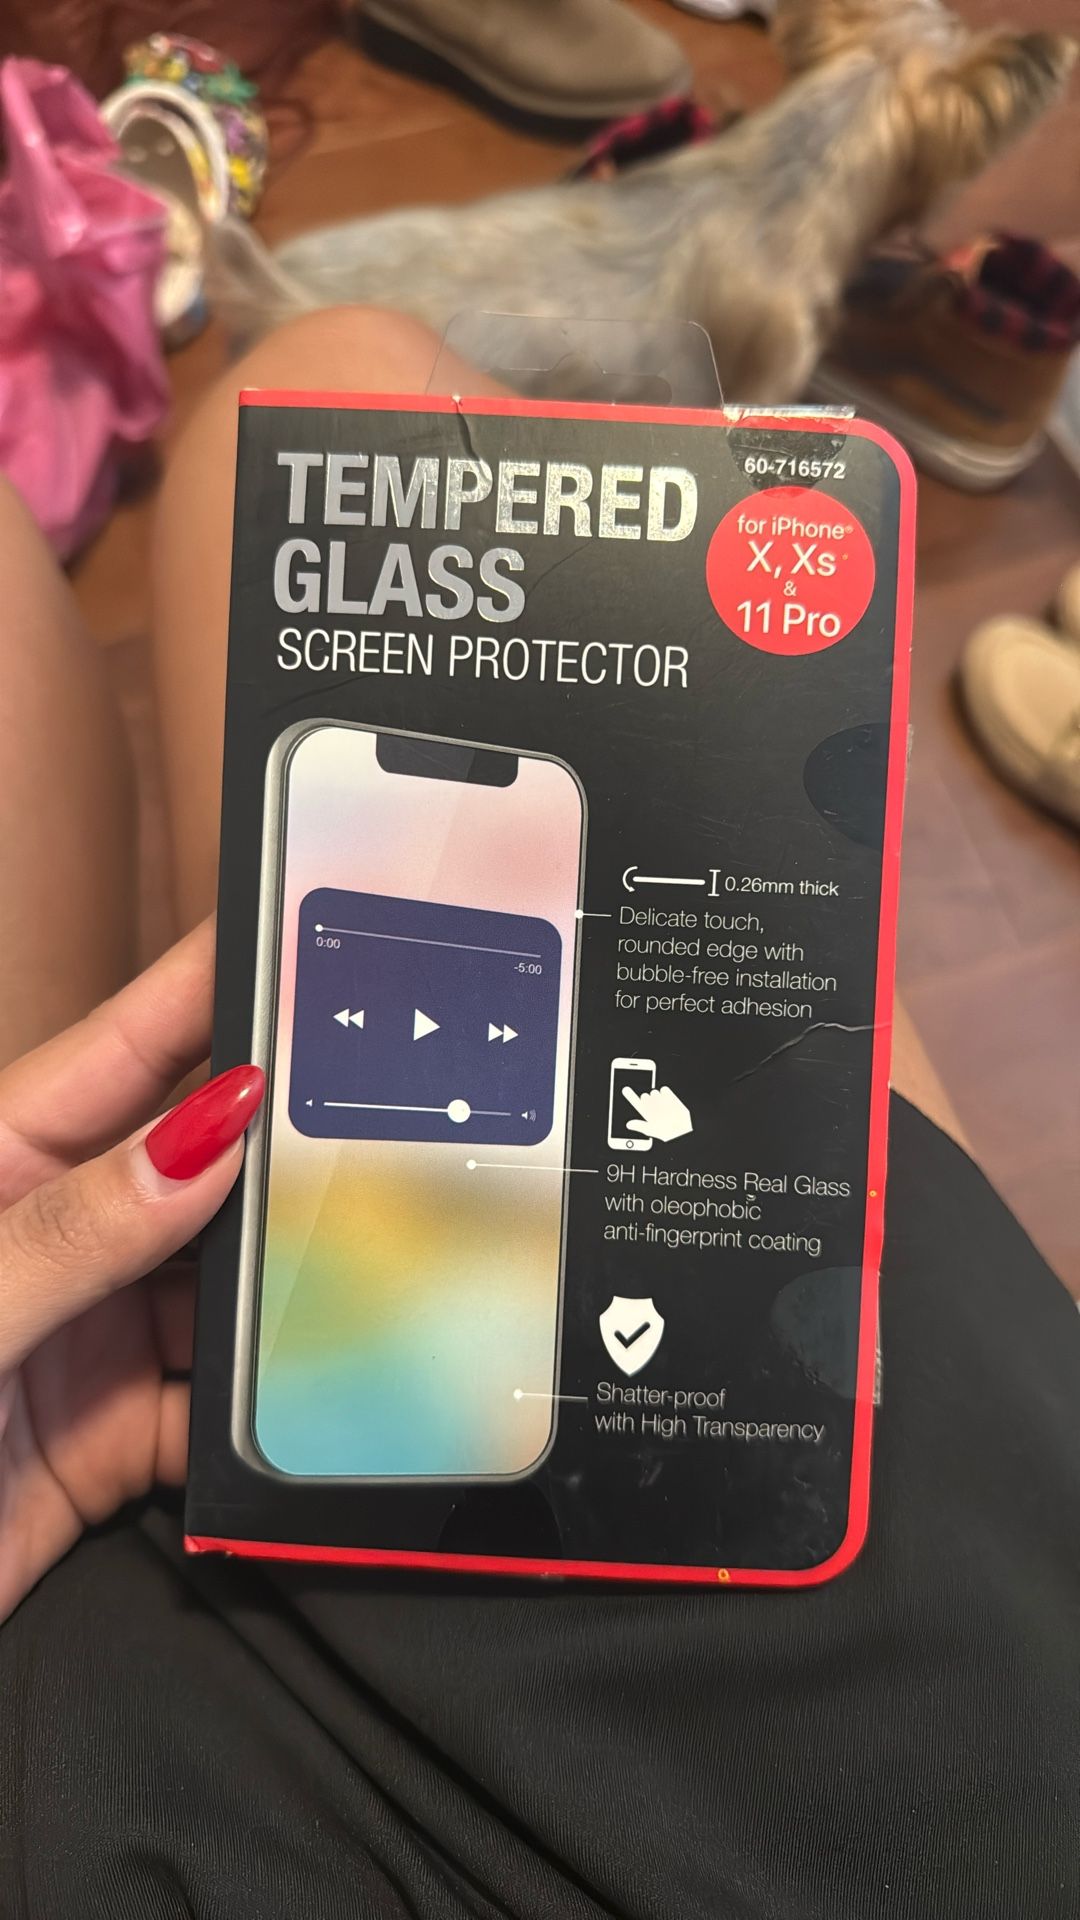 60-716572
TEMPERED
GLASS
SCREEN PROTECTOR
for iPhone®
X, Xs
&
11 Pro
0:00
-5:00
0.26mm thick
Delicate touch,
rounded edge with
bubble-free installation
for perfect adhesion
9H Hardness Real Glass
with oleophobic
anti-fingerprint coating
Shatter-proof
with High Transparency